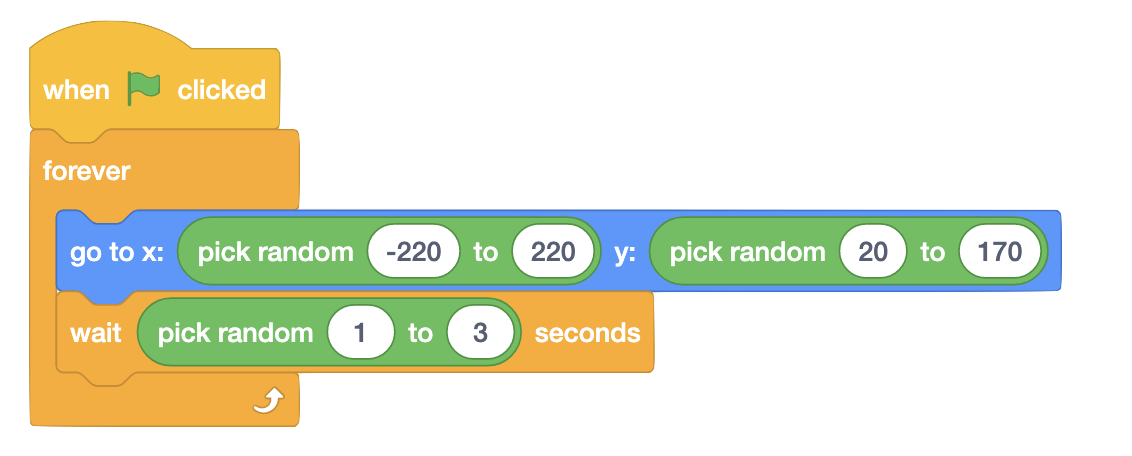 when clicked
forever
go to x: pick random -220 to 220 y: pick random 20 to 170
wait pick random 1 to 3 seconds